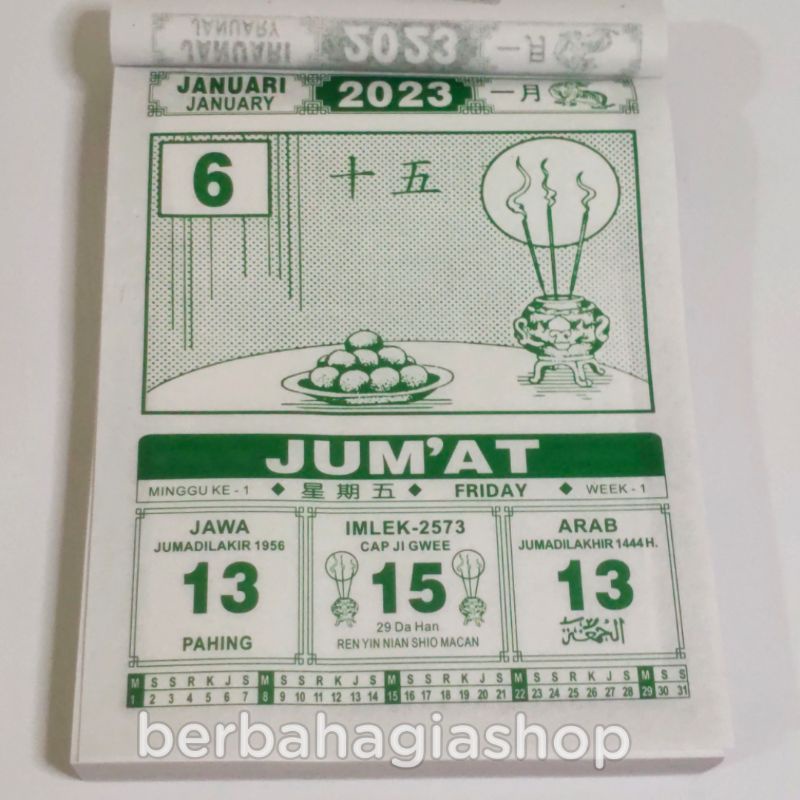 JANUARI 2023 一月
JANUARY
6
十五
JUM'AT
MINGGU KE - 1 ◆ 星期五 ◆ FRIDAY ◆ WEEK - 1
JAWA
JUMADILAKIR 1956
13
PAHING
IMLEK-2573
CAP JI GWEE
15
29 Da Han
REN YIN NIAN SHIO MACAN
ARAB
JUMADILAKHIR 1444 H.
13
الجمعة
M S S R K J S M S S R K J S M S S R K J S M S S R K J S M S S
1 2 3 4 5 6 7 8 9 10 11 12 13 14 15 16 17 18 19 20 21 22 23 24 25 26 27 28 29 30 31
berbahagiashop